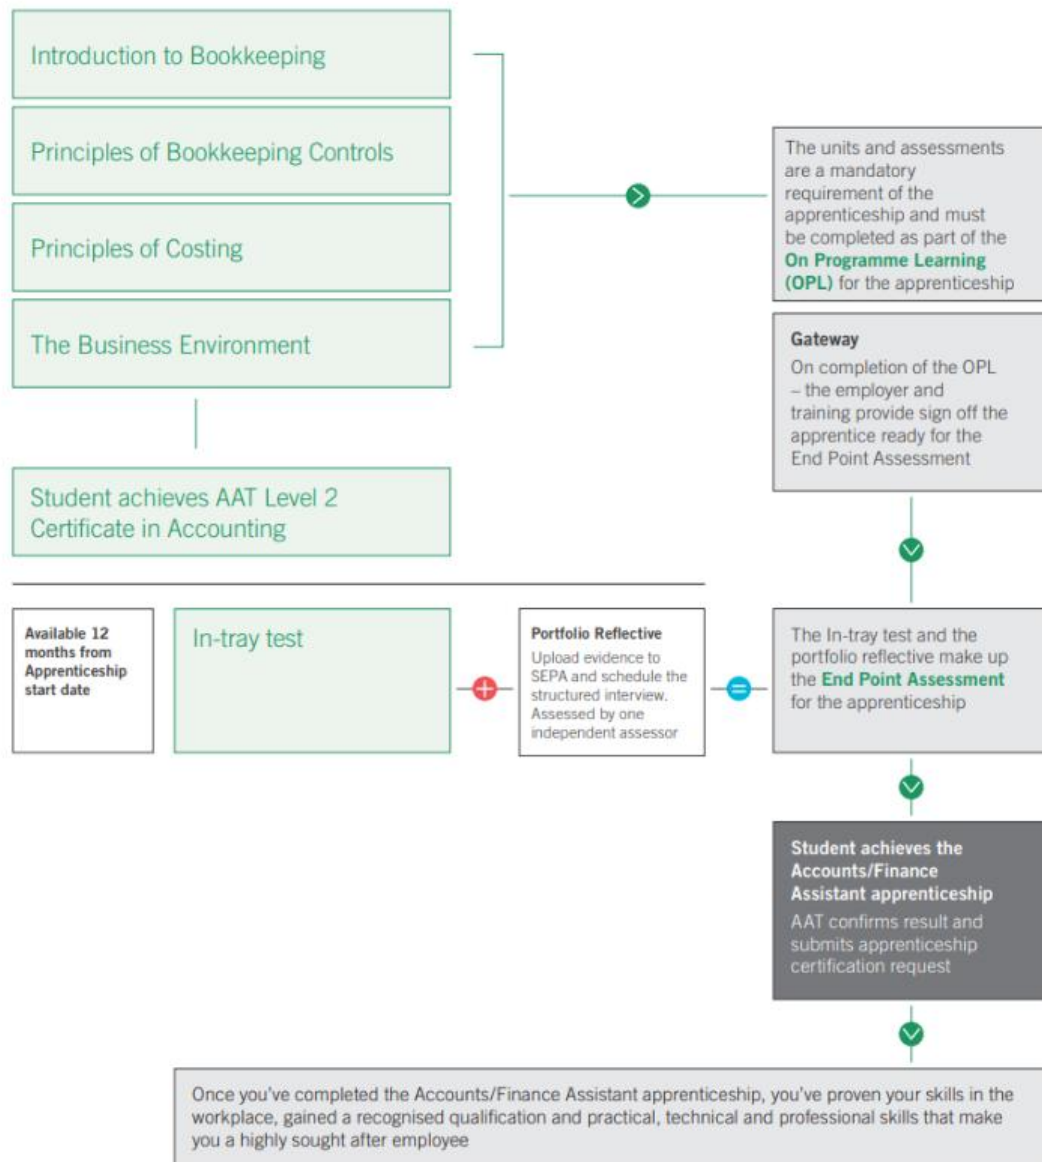 Introduction to Bookkeeping
Principles of Bookkeeping Controls
Principles of Costing
The Business Environment
The units and assessments
are a mandatory
requirement of the
apprenticeship and must
be completed as part of the
On Programme Learning
(OPL) for the apprenticeship
Gateway
On completion of the OPL
– the employer and
training provide sign off the
apprentice ready for the
End Point Assessment
Student achieves AAT Level 2
Certificate in Accounting
Available 12
months from
Apprenticeship
start date
In-tray test
+
Portfolio Reflective
Upload evidence to
SEPA and schedule the
structured interview.
Assessed by one
independent assessor
=
The In-tray test and the
portfolio reflective make up
the End Point Assessment
for the apprenticeship
Student achieves the
Accounts/Finance
Assistant apprenticeship
AAT confirms result and
submits apprenticeship
certification request
Once you've completed the Accounts/Finance Assistant apprenticeship, you've proven your skills in the
workplace, gained a recognised qualification and practical, technical and professional skills that make
you a highly sought after employee